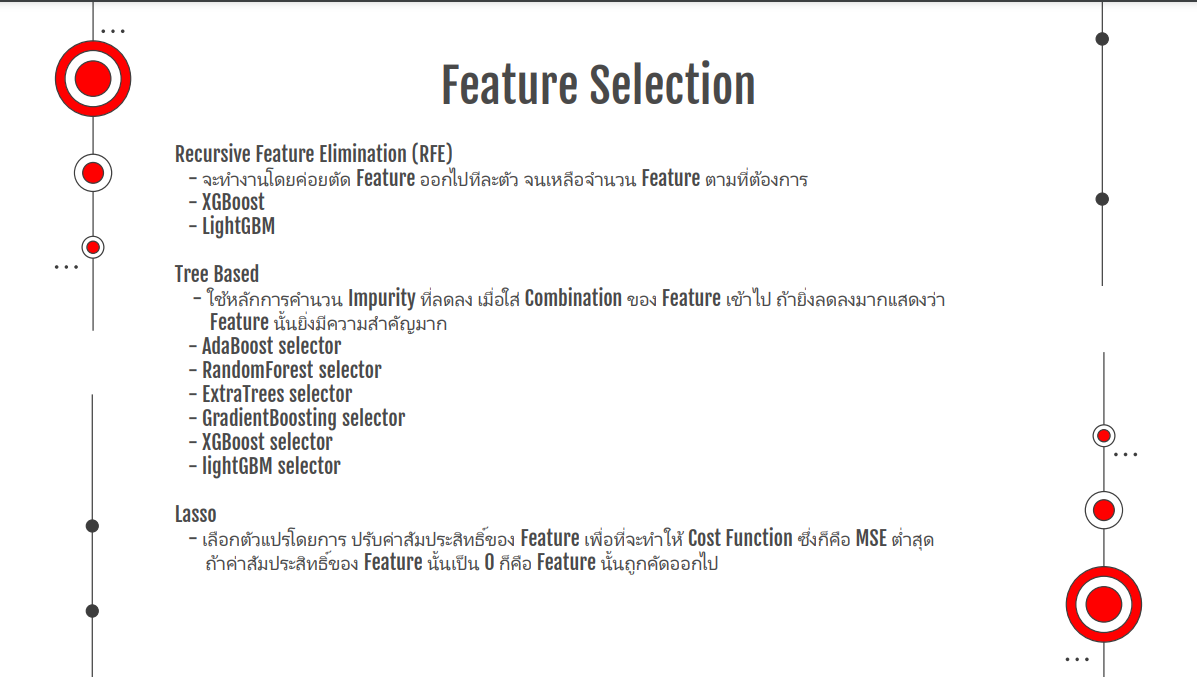 Feature Selection
Recursive Feature Elimination (RFE)
- จะทำงานโดยค่อยตัด Feature ออกไปทีละตัว จนเหลือจำนวน Feature ตามที่ต้องการ
- XGBoost
- LightGBM
Tree Based
- ใช้หลักการคำนวน Impurity ที่ลดลง เมื่อใส่ Combination ของ Feature เข้าไป ถ้ายิ่งลดลงมากแสดงว่า
Feature นั้นยิ่งมีความสำคัญมาก
- AdaBoost selector
- RandomForest selector
- ExtraTrees selector
- GradientBoosting selector
- XGBoost selector
- lightGBM selector
Lasso
- เลือกตัวแปรโดยการ ปรับค่าสัมประสิทธิ์ของ Feature เพื่อที่จะทำให้ Cost Function ซึ่งก็คือ MSE ต่ำสุด
ถ้าค่าสัมประสิทธิ์ของ Feature นั้นเป็น 0 ก็คือ Feature นั้นถูกคัดออกไป